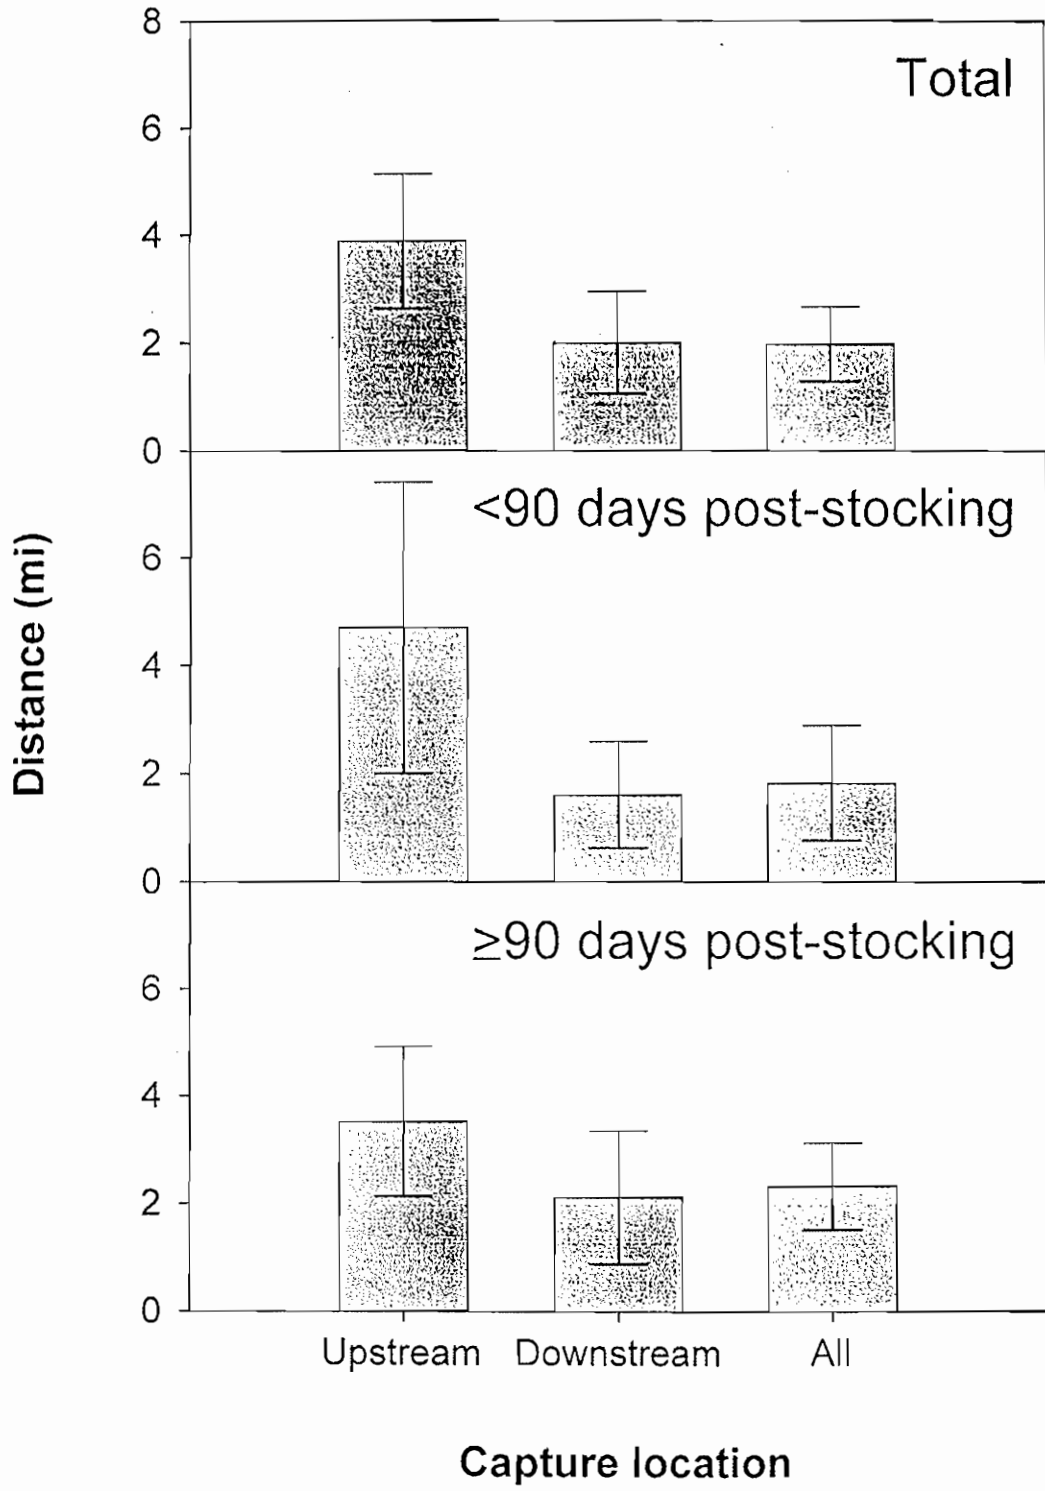 8
Total
6
4
2
0
<90 days post-stocking
6
4
2
0
≥90 days post-stocking
6
4
2
0
Distance (mi)
Upstream Downstream All
Capture location